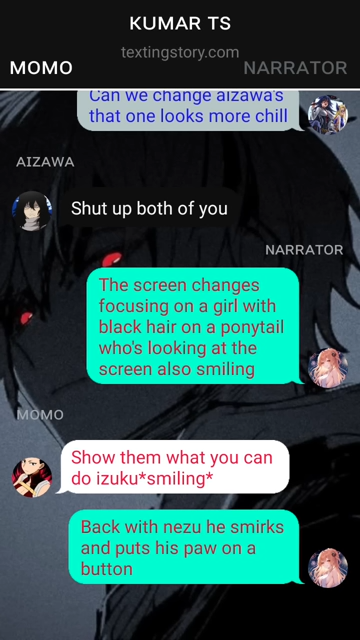 KUMAR TS
textingstory.com
MOMO
NARRATOR
Can we change aizawa's
that one looks more chill
AIZAWA
Shut up both of you
NARRATOR
The screen changes
focusing on a girl with
black hair on a ponytail
who's looking at the
screen also smiling
MOMO
Show them what you can
do izuku*smiling*
Back with nezu he smirks
and puts his paw on a
button